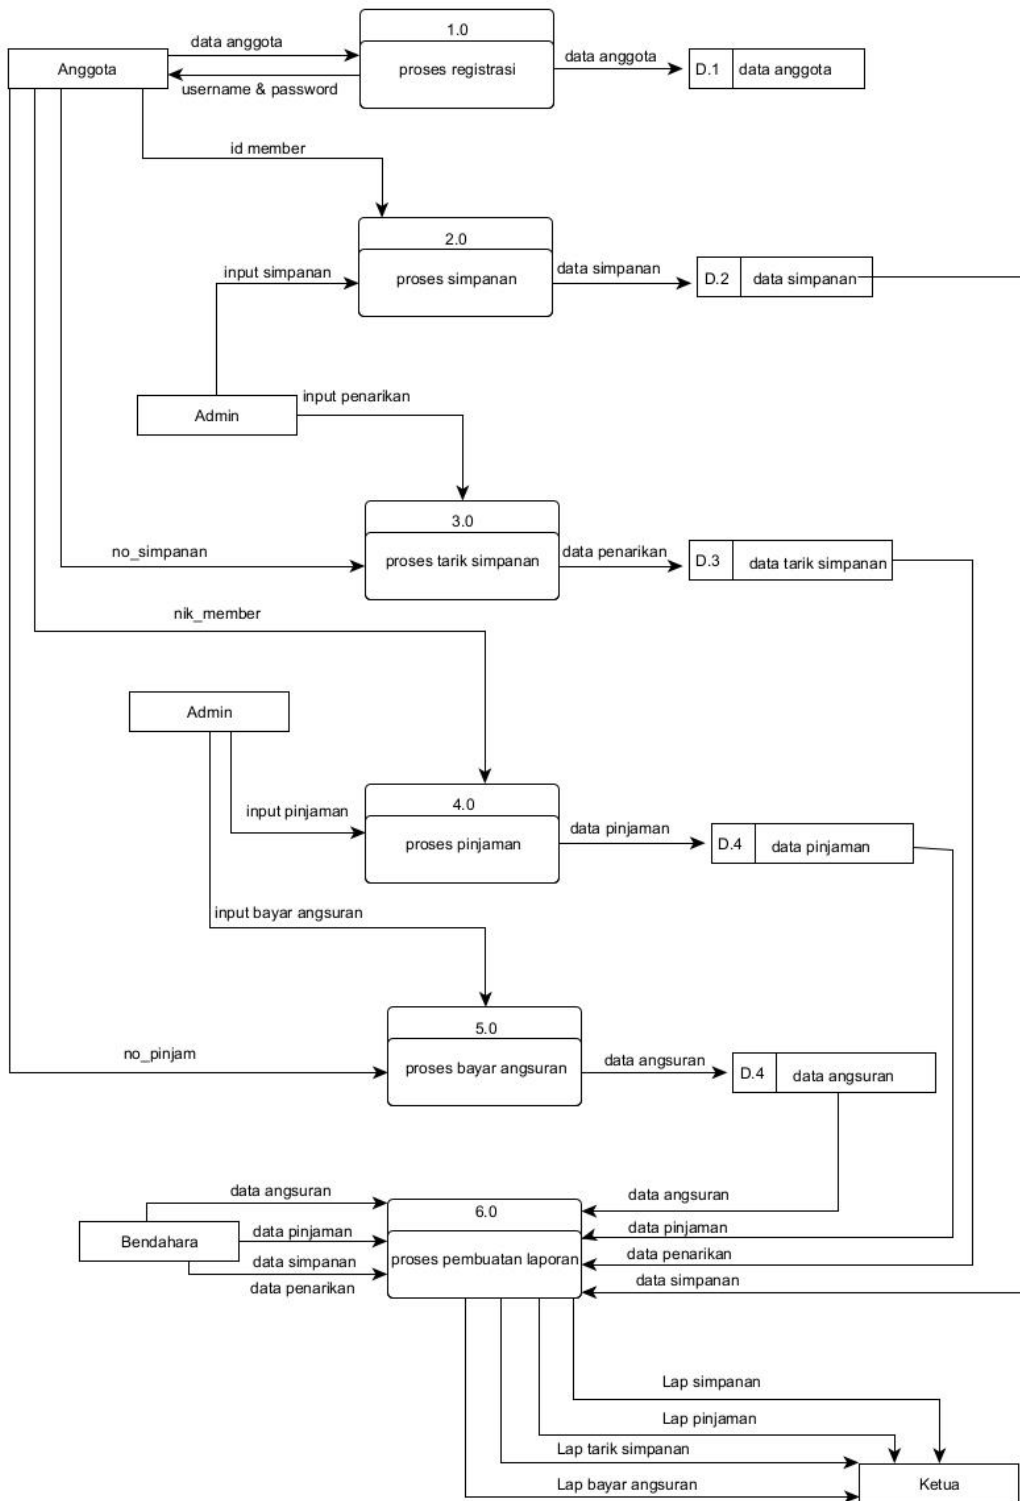 1.0
data anggota
Anggota
proses registrasi
data anggota
D.1
data anggota
username & password
id member
2.0
input simpanan
proses simpanan
data simpanan
D.2
data simpanan
Admin
input penarikan
3.0
no_simpanan
proses tarik simpanan
data penarikan
D.3
data tarik simpanan
nik_member
Admin
4.0
input pinjaman
proses pinjaman
data pinjaman
D.4
data pinjaman
input bayar angsuran
5.0
no_pinjam
proses bayar angsuran
data angsuran
D.4
data angsuran
data angsuran
6.0
data angsuran
Bendahara
data pinjaman
proses pembuatan laporan
data pinjaman
data simpanan
data penarikan
data penarikan
data simpanan
Lap simpanan
Lap pinjaman
Lap tarik simpanan
Lap bayar angsuran
Ketua